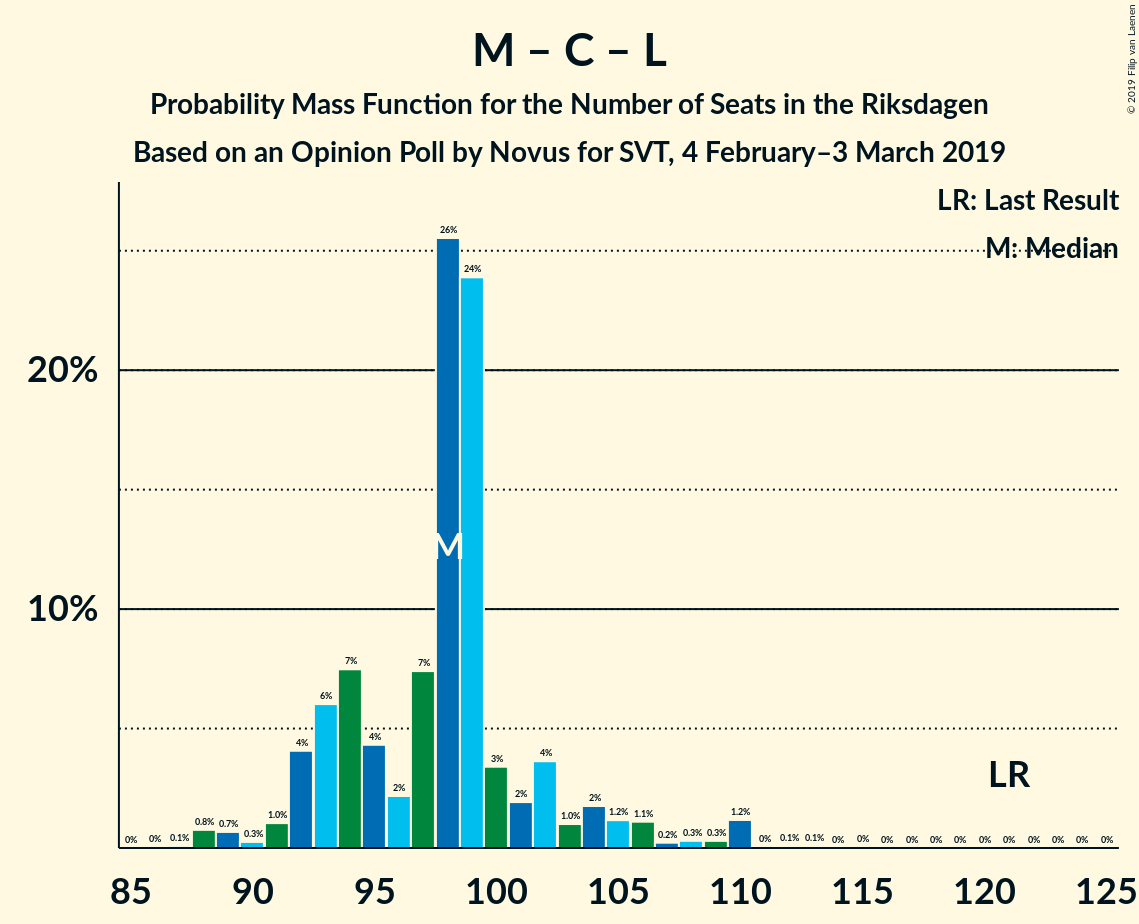 M – C – L
Probability Mass Function for the Number of Seats in the Riksdagen
Based on an Opinion Poll by Novus for SVT, 4 February–3 March 2019
© 2019 Filip van Laenen
LR: Last Result
M: Median
20%
10%
0% 0% 0.1% 0.8% 0.7% 0.3% 1.0% 4% 6% 7% 4% 2% 7% 26% 24% 3% 2% 4% 1.0% 2% 1.2% 1.1% 0.2% 0.3% 0.3% 1.2% 0% 0.1% 0.1% 0% 0% 0% 0% 0% 0% 0% 0% 0% 0% 0% 0%
M
LR
85 90 95 100 105 110 115 120 125